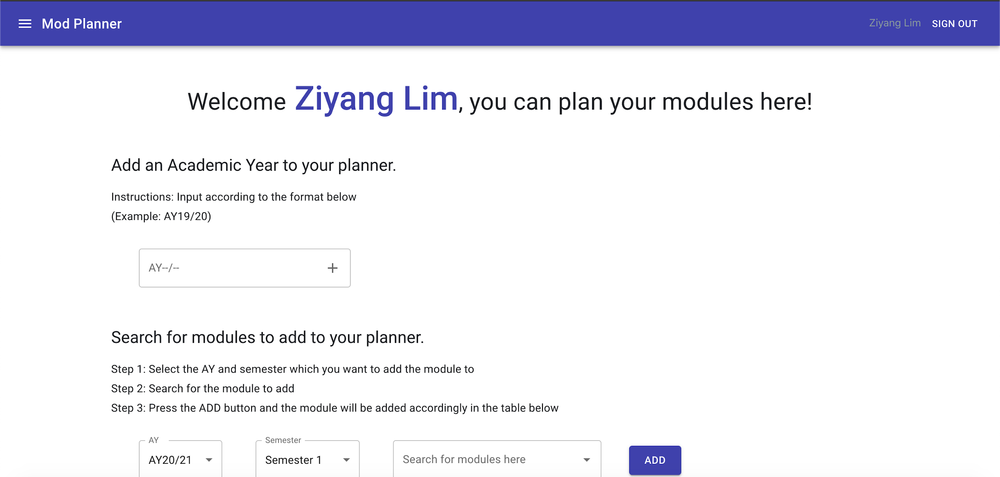 Mod Planner
Ziyang Lim SIGN OUT
Welcome Ziyang Lim, you can plan your modules here!
Add an Academic Year to your planner.
Instructions: Input according to the format below
(Example: AY19/20)
AY--/--
Search for modules to add to your planner.
Step 1: Select the AY and semester which you want to add the module to
Step 2: Search for the module to add
Step 3: Press the ADD button and the module will be added accordingly in the table below
AY Semester
AY20/21 Semester 1 Search for modules here ADD